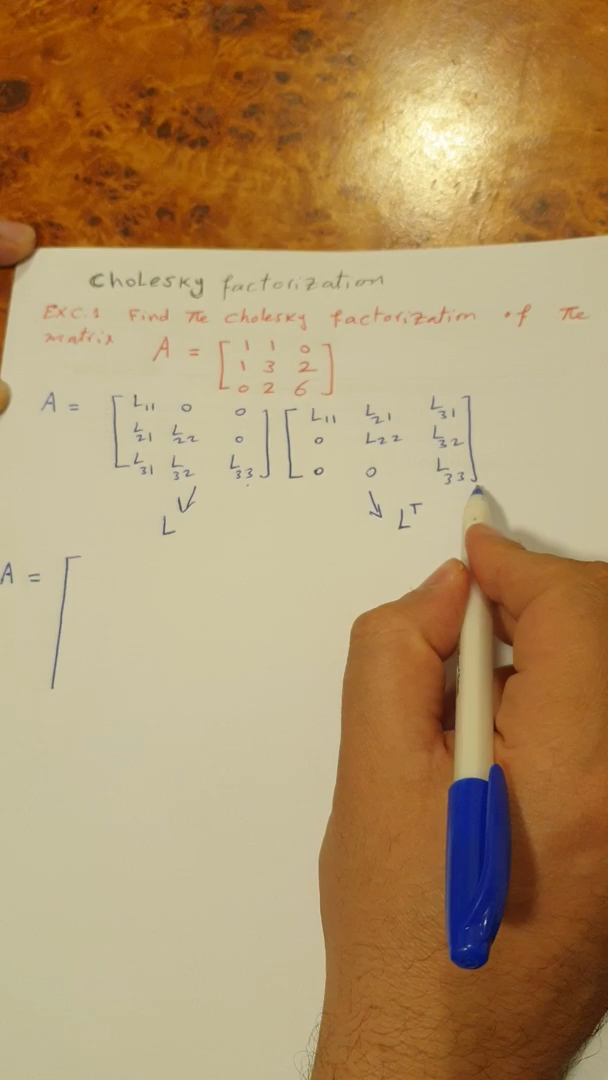 Cholesky factorization
Exc.1 Find the cholesky factorization of the
matrix A = [ 1 1 0
1 3 2
0 2 6 ]
A = [ L11 0 0 ] [ L11 L21 L31 ]
L21 L22 0 0 L22 L32
L31 L32 L33 0 0 L33
L Lᵀ
A = [